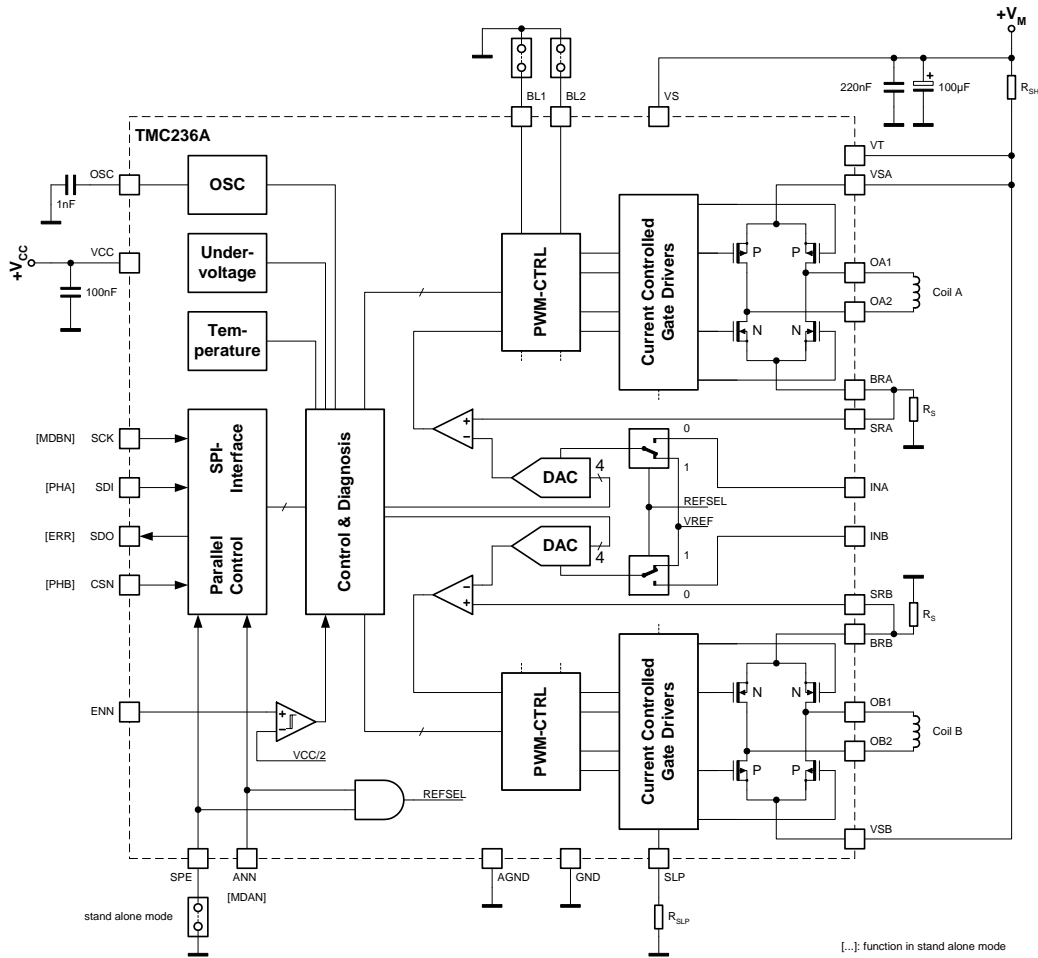 +VM
220nF
+
100µF
RSH
BL1
BL2
VS
TMC236A
VT
OSC
OSC
VSA
1nF
+VCC
VCC
Under-
voltage
100nF
PWM-CTRL
Current Controlled
Gate Drivers
P
P
OA1
Coil A
OA2
N
N
Tem-
perature
BRA
RS
SRA
[MDBN]
SCK
SPI-
Interface
Parallel
Control
Control & Diagnosis
+
−
0
DAC
4
1
INA
[PHA]
SDI
REFSEL
VREF
[ERR]
SDO
DAC
4
1
INB
[PHB]
CSN
−
+
0
SRB
RS
BRB
PWM-CTRL
Current Controlled
Gate Drivers
N
N
ENN
+
−
VCC/2
OB1
Coil B
OB2
P
P
REFSEL
VSB
SPE
ANN
[MDAN]
AGND
GND
SLP
stand alone mode
RSLP
[...]: function in stand alone mode